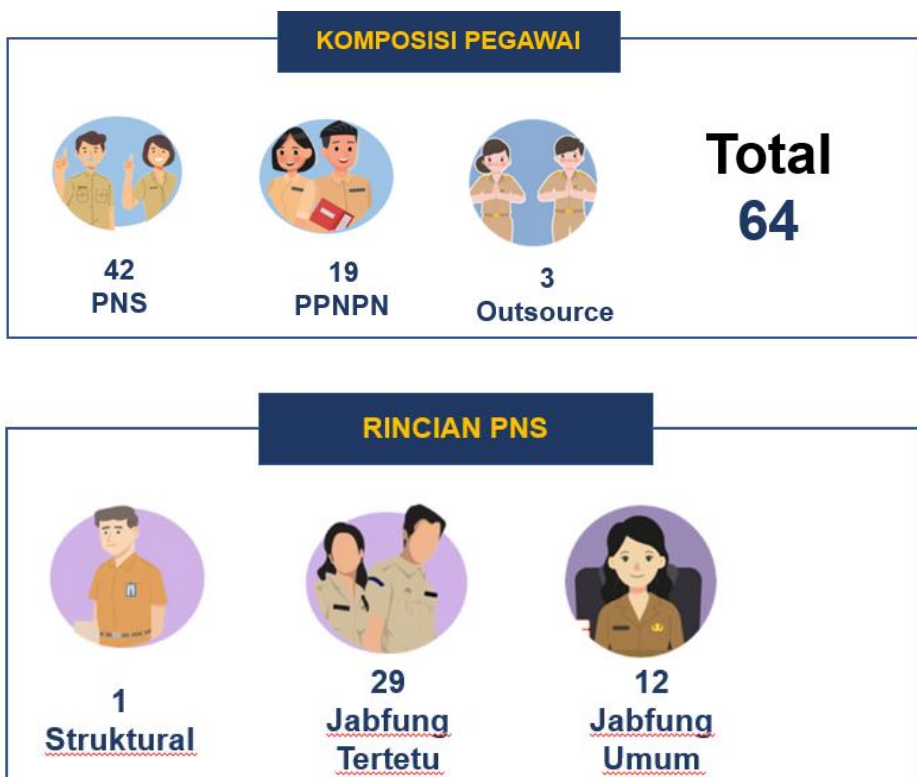 KOMPOSISI PEGAWAI
Total
64
42
PNS
19
PPNPN
3
Outsource
RINCIAN PNS
1
Struktural
29
Jabfung
Tertetu
12
Jabfung
Umum